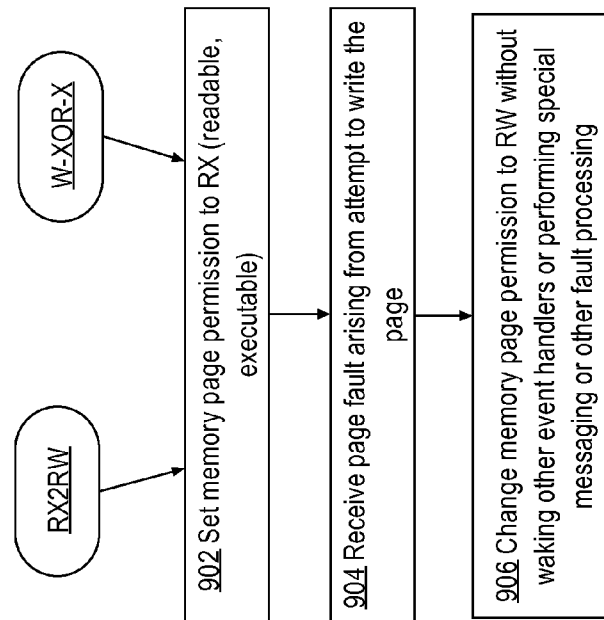 RX2RW
W-XOR-X
902 Set memory page permission to RX (readable,
executable)
904 Receive page fault arising from attempt to write the
page
906 Change memory page permission to RW without
waking other event handlers or performing special
messaging or other fault processing